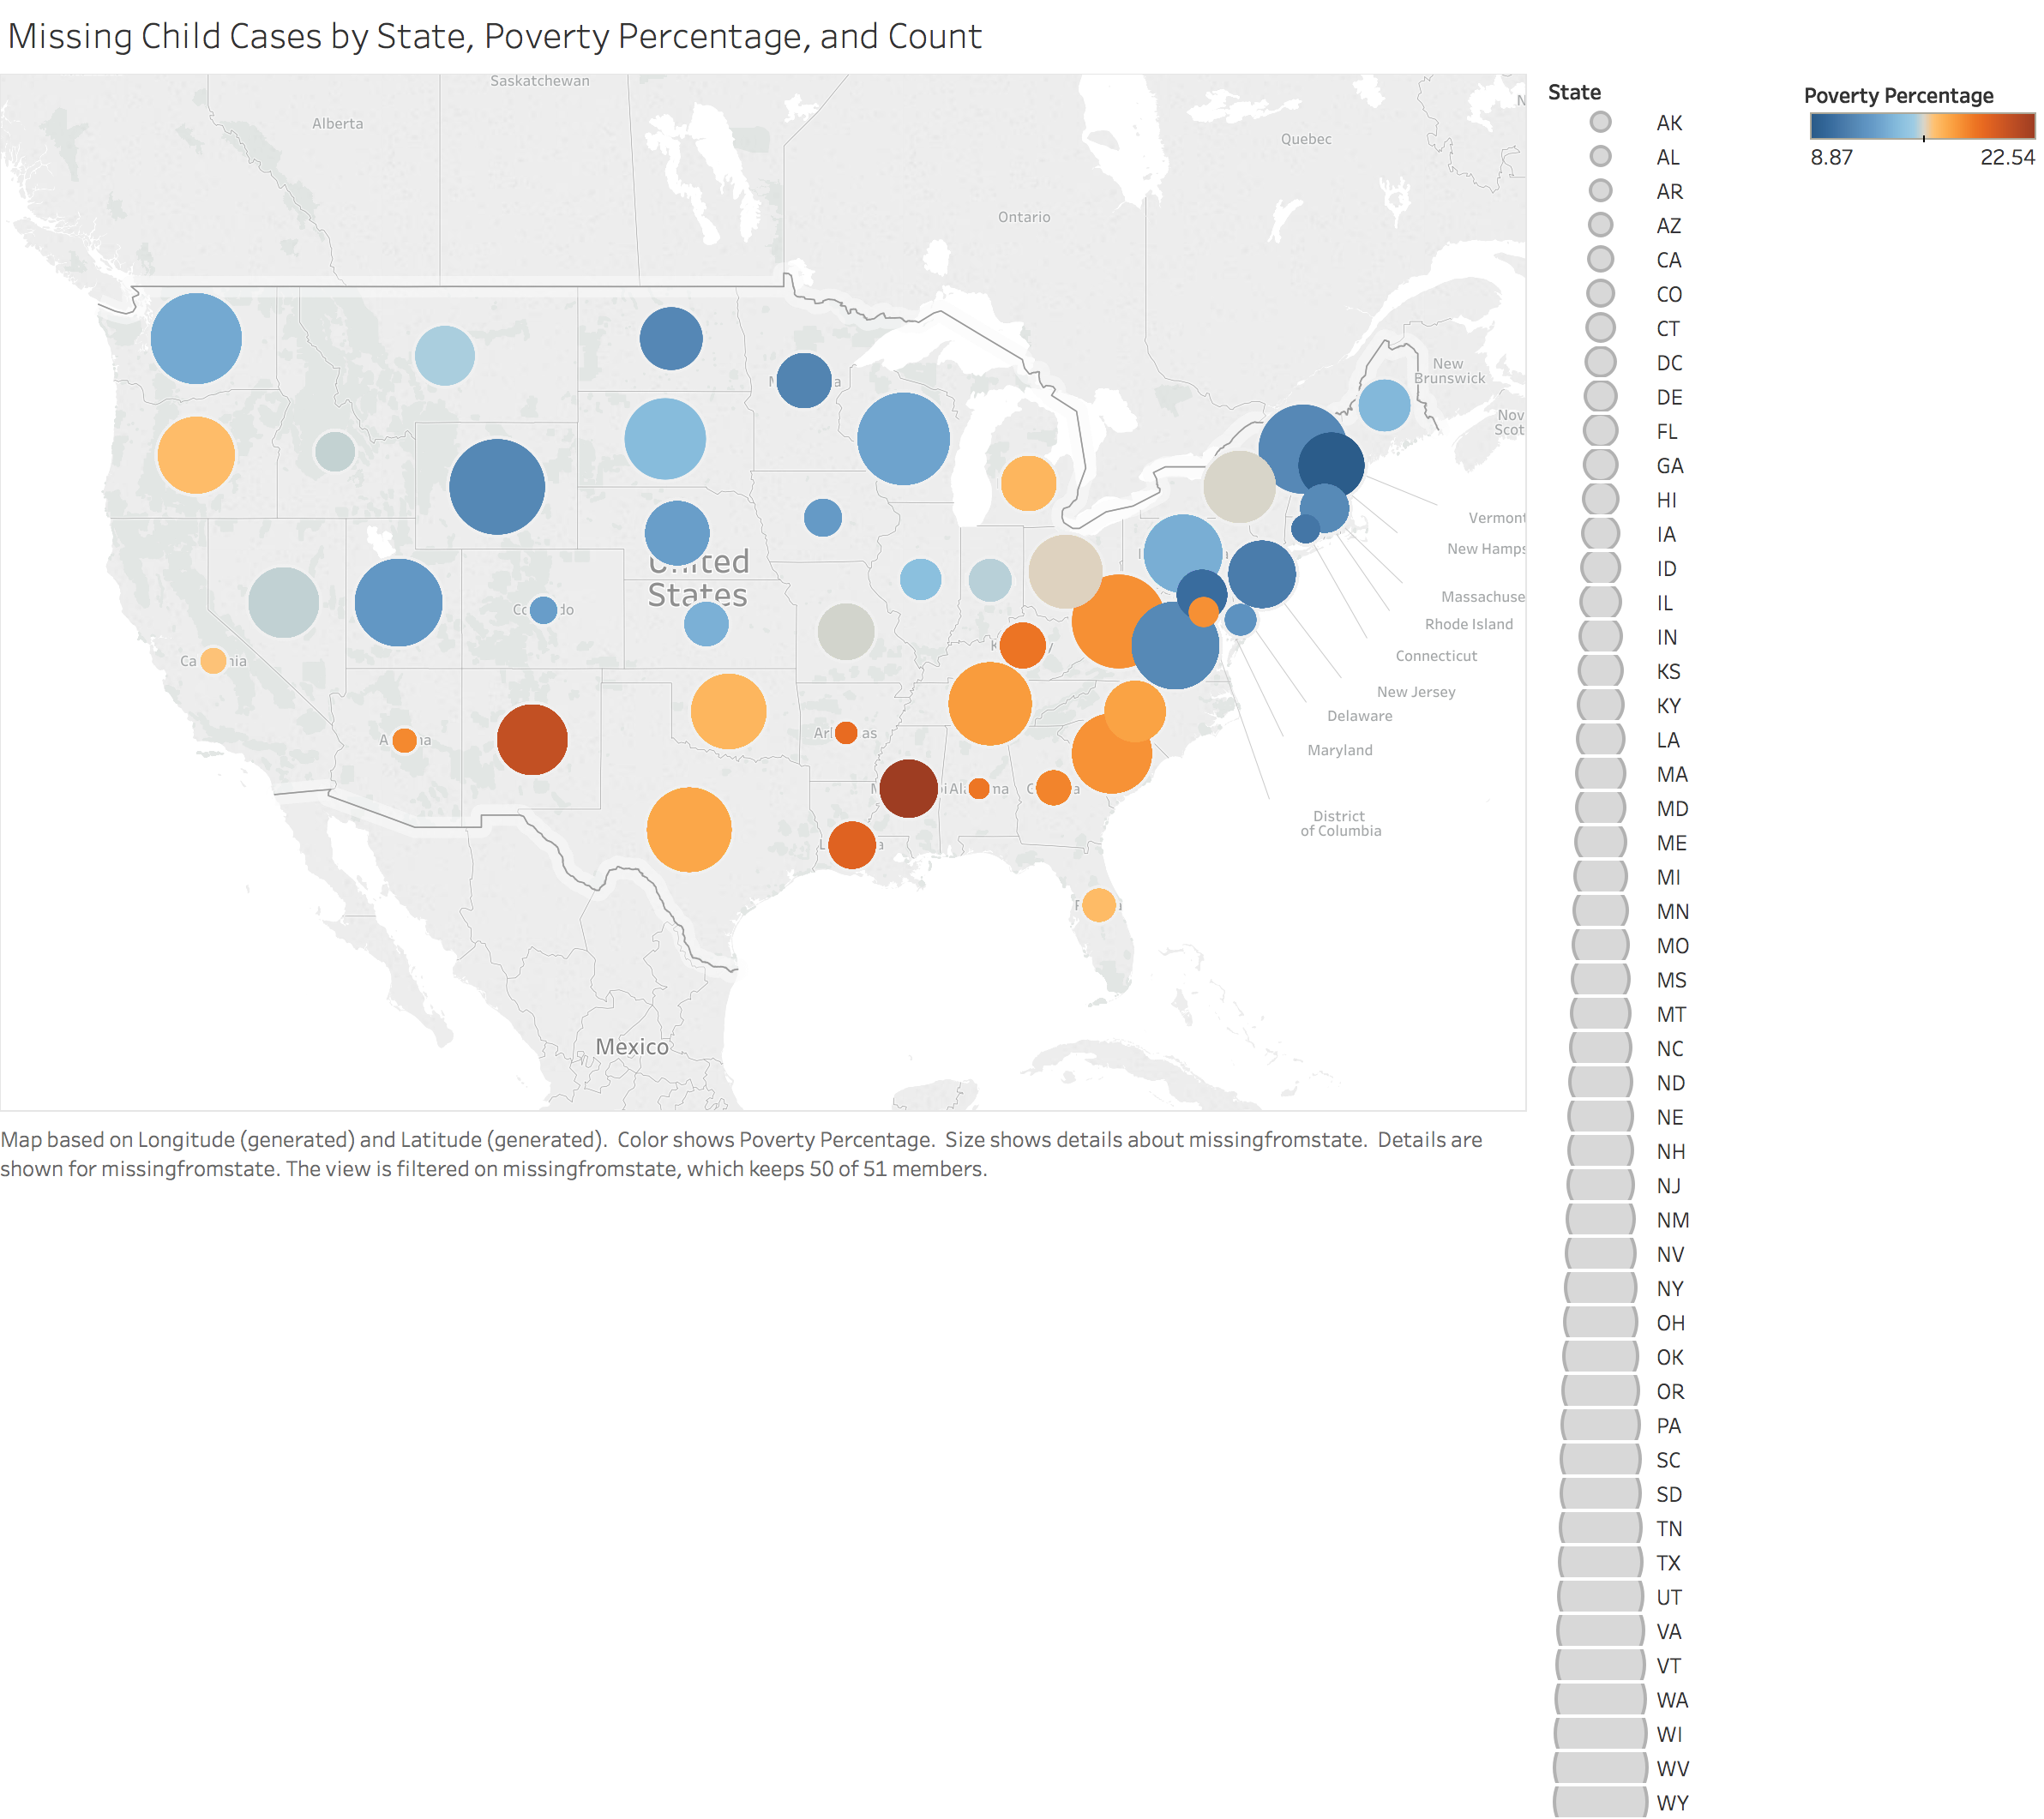 Missing Child Cases by State, Poverty Percentage, and Count
Saskatchewan
Alberta
Quebec
Ontario
New
Brunswick
Nov
Scot
Vermont
New Hamps
United
States
Massachuse
Rhode Island
Connecticut
New Jersey
Delaware
Maryland
District
of Columbia
Mexico
Map based on Longitude (generated) and Latitude (generated). Color shows Poverty Percentage. Size shows details about missingfromstate. Details are
shown for missingfromstate. The view is filtered on missingfromstate, which keeps 50 of 51 members.
State
AK
AL
AR
AZ
CA
CO
CT
DC
DE
FL
GA
HI
IA
ID
IL
IN
KS
KY
LA
MA
MD
ME
MI
MN
MO
MS
MT
NC
ND
NE
NH
NJ
NM
NV
NY
OH
OK
OR
PA
SC
SD
TN
TX
UT
VA
VT
WA
WI
WV
WY
Poverty Percentage
8.87 22.54